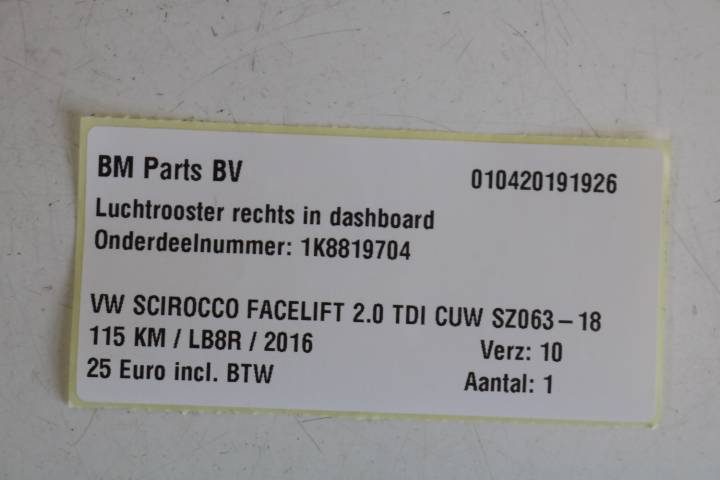 BM Parts BV 010420191926
Luchtrooster rechts in dashboard
Onderdeelnummer: 1K8819704
VW SCIROCCO FACELIFT 2.0 TDI CUW SZ063-18
115 KM / LB8R / 2016 Verz: 10
25 Euro incl. BTW Aantal: 1